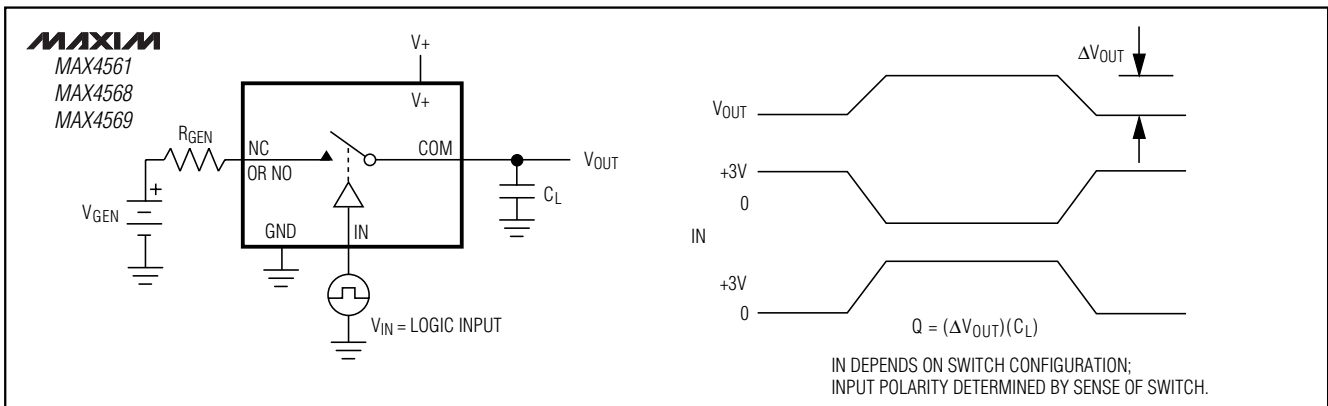 MAXIM
MAX4561
MAX4568
MAX4569
V+
V+
RGEN
NC
OR NO
COM
VOUT
CL
+
VGEN
GND
IN
VIN = LOGIC INPUT
ΔVOUT
VOUT
+3V
0
IN
+3V
0
Q = (ΔVOUT)(CL)
IN DEPENDS ON SWITCH CONFIGURATION;
INPUT POLARITY DETERMINED BY SENSE OF SWITCH.